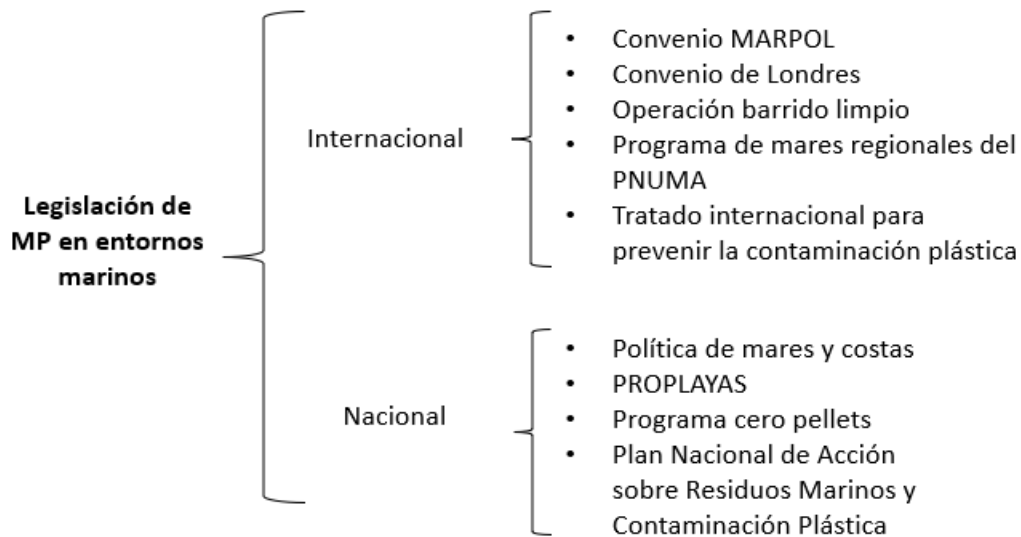 Legislación de
MP en entornos
marinos
Internacional
• Convenio MARPOL
• Convenio de Londres
• Operación barrido limpio
• Programa de mares regionales del
PNUMA
• Tratado internacional para
prevenir la contaminación plástica
Nacional
• Política de mares y costas
• PROPLAYAS
• Programa cero pellets
• Plan Nacional de Acción
sobre Residuos Marinos y
Contaminación Plástica